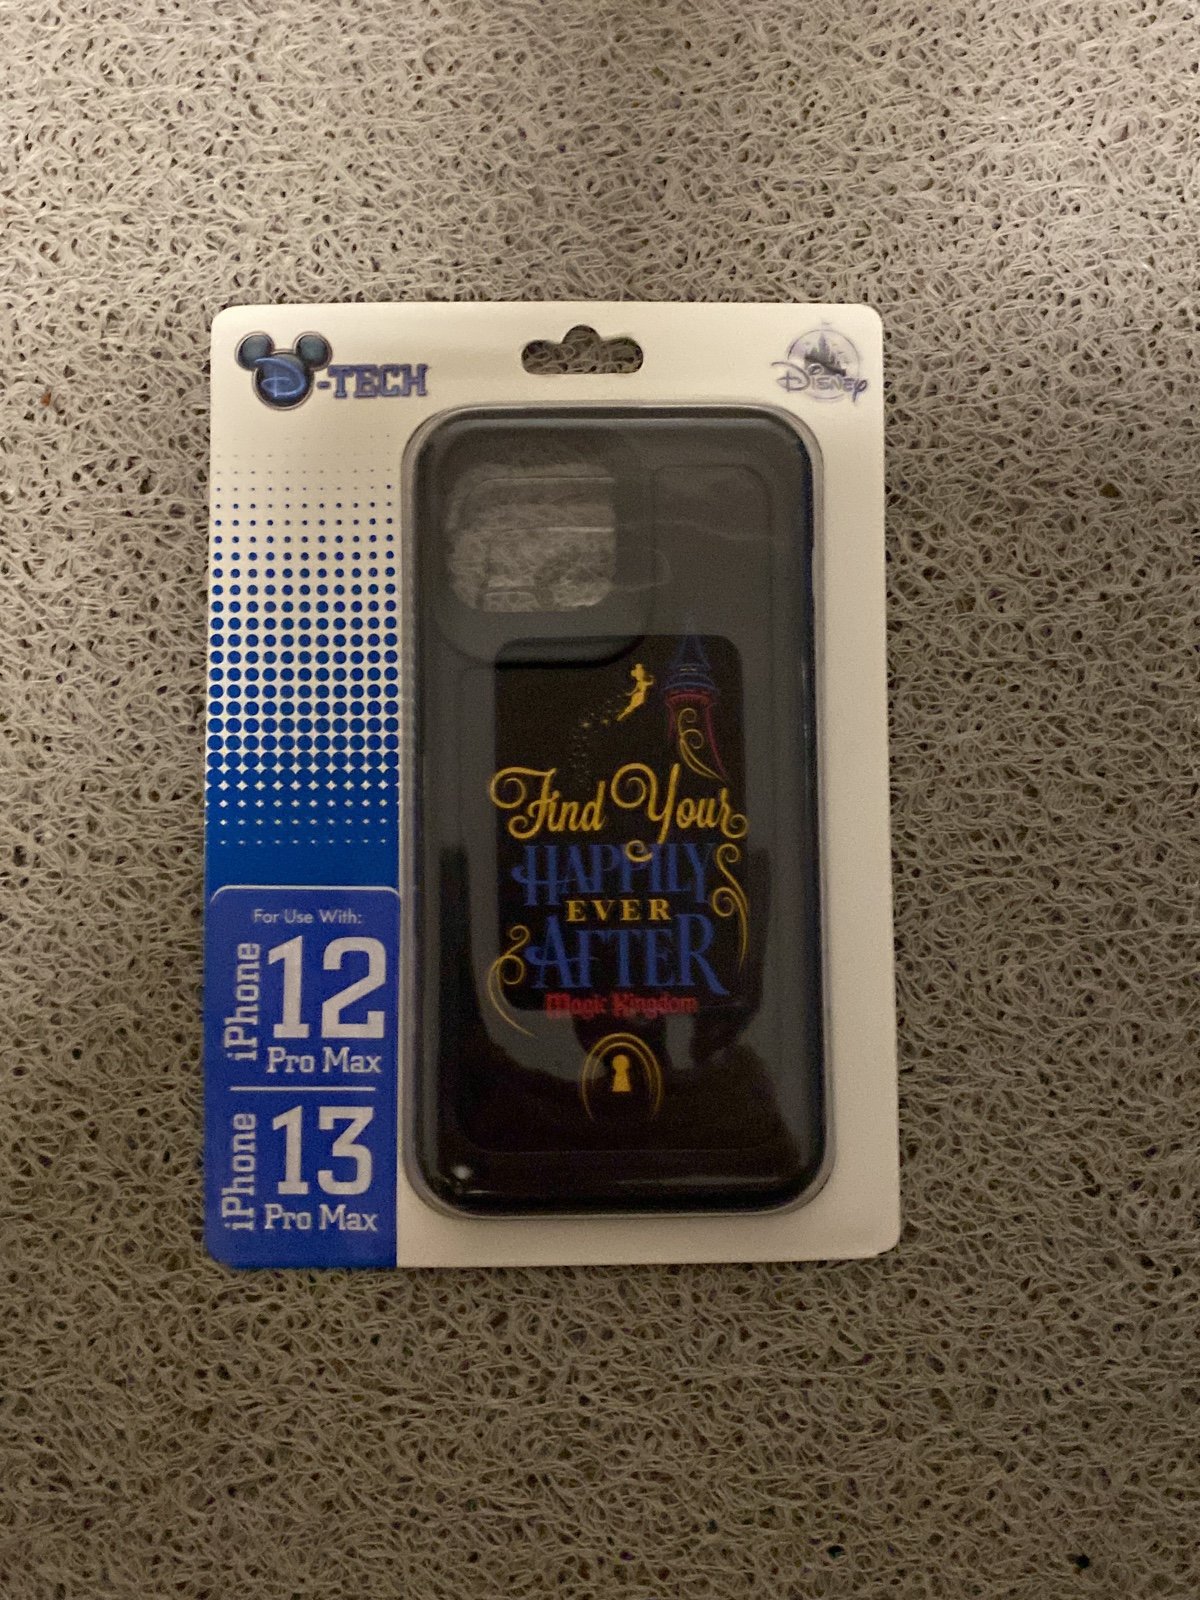 D-TECH
Disney
Find Your
HAPPILY
EVER
AFTER
Magic Kingdom
For Use With:
iPhone
12
Pro Max
iPhone
13
Pro Max